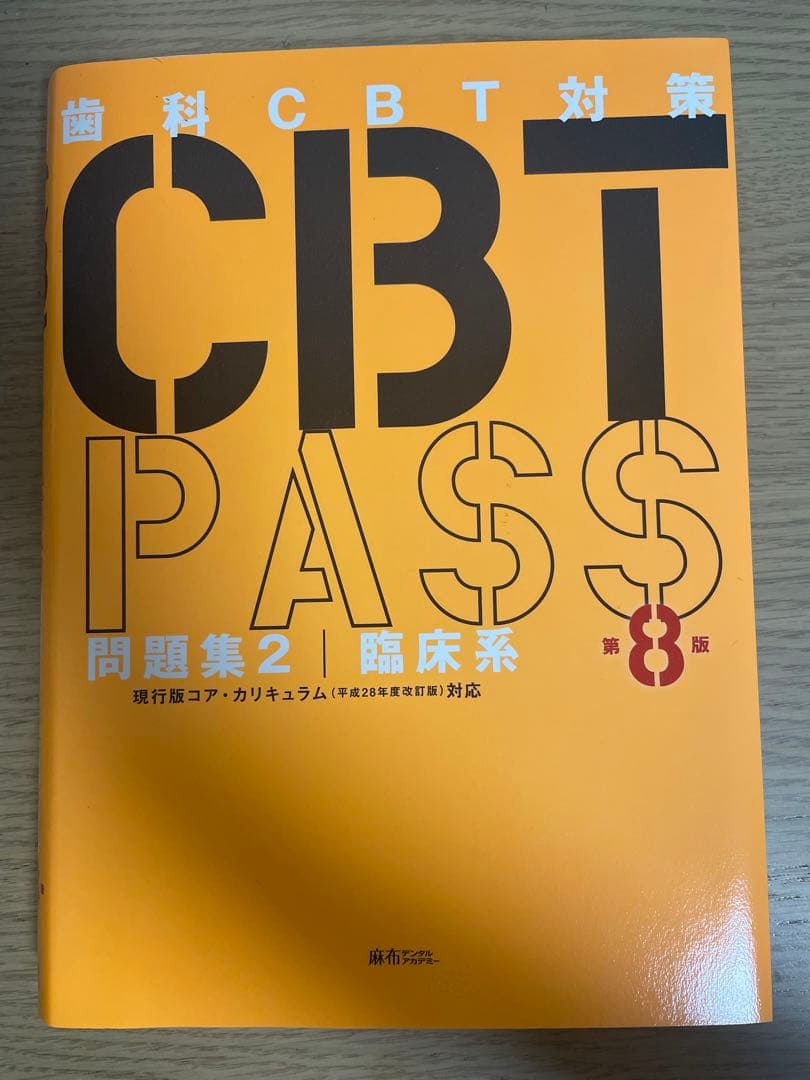 歯科CBT対策
CBT
PASS
問題集2｜臨床系
第8版
現行版コア・カリキュラム(平成28年度改訂版)対応
麻布デンタルアカデミー